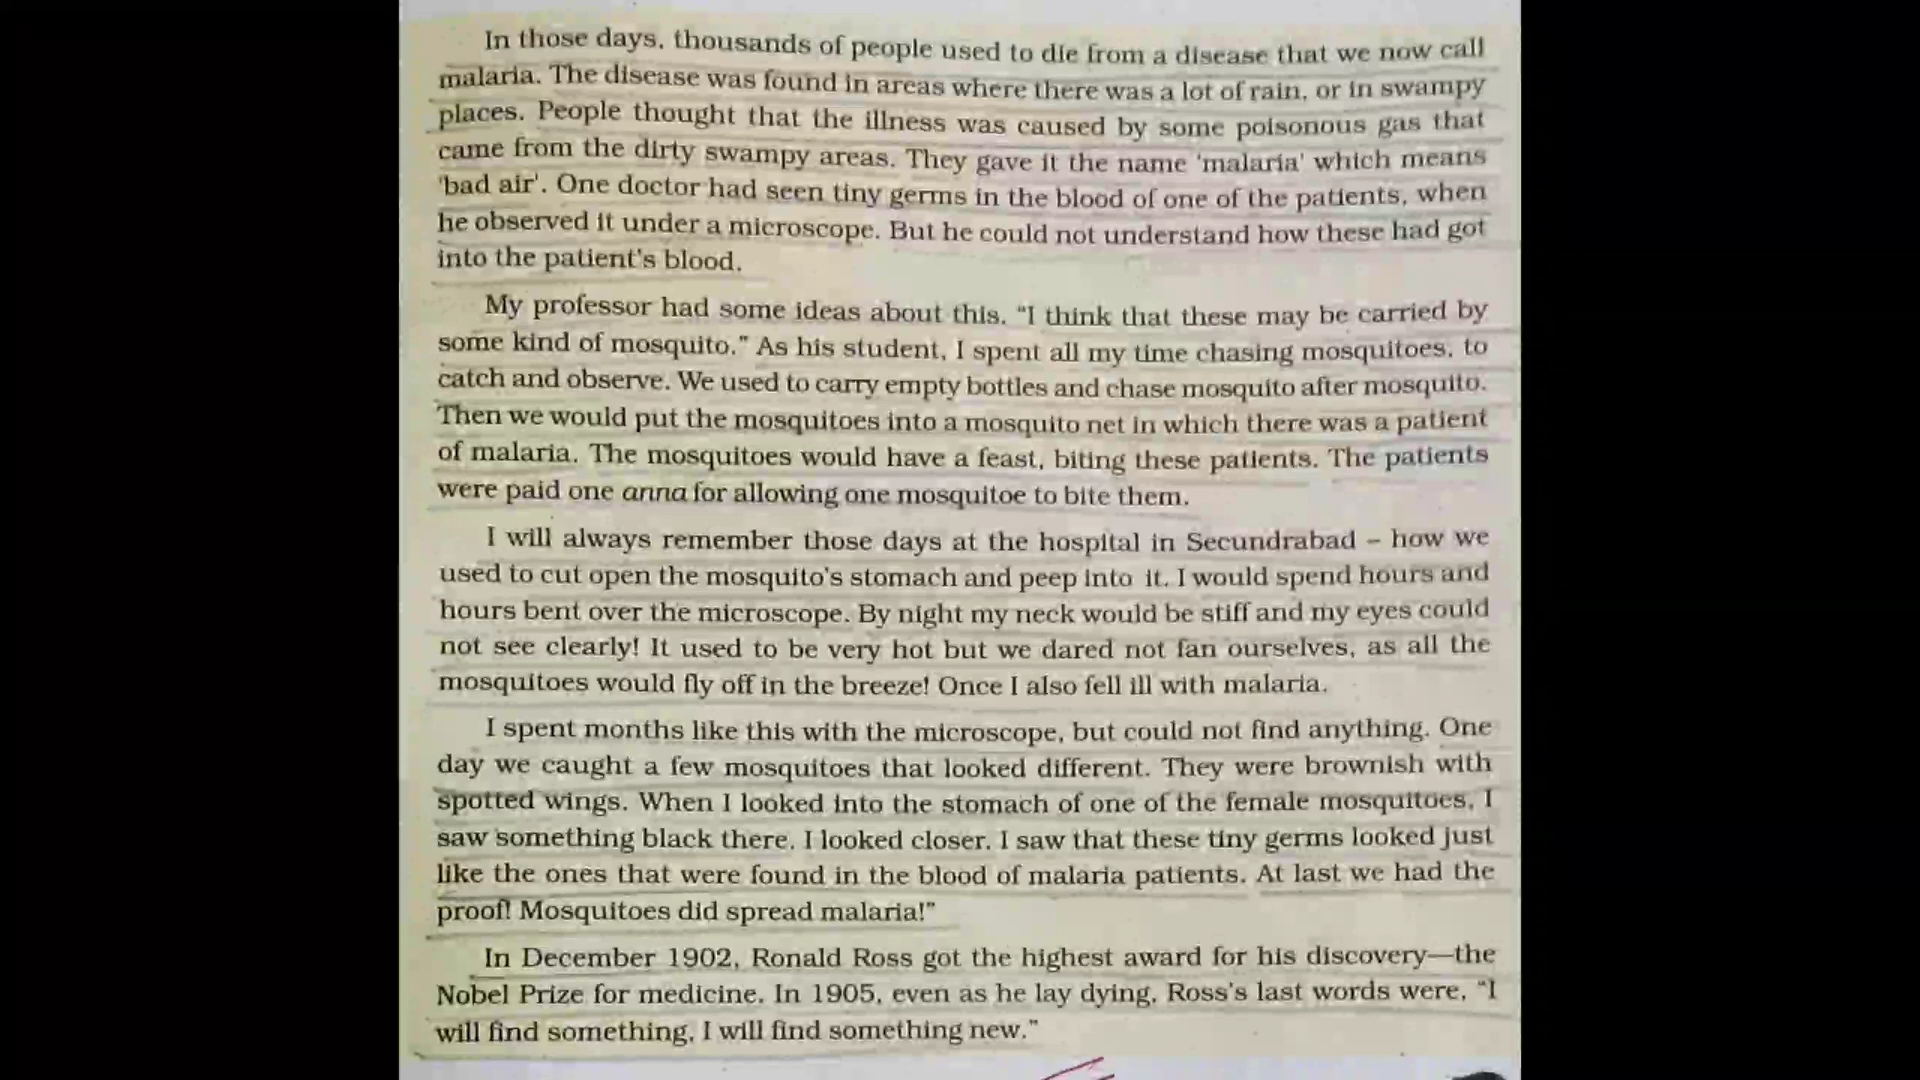 In those days, thousands of people used to die from a disease that we now call
malaria. The disease was found in areas where there was a lot of rain, or in swampy
places. People thought that the illness was caused by some poisonous gas that
came from the dirty swampy areas. They gave it the name 'malaria' which means
'bad air'. One doctor had seen tiny germs in the blood of one of the patients, when
he observed it under a microscope. But he could not understand how these had got
into the patient's blood.
My professor had some ideas about this. “I think that these may be carried by
some kind of mosquito.” As his student, I spent all my time chasing mosquitoes, to
catch and observe. We used to carry empty bottles and chase mosquito after mosquito.
Then we would put the mosquitoes into a mosquito net in which there was a patient
of malaria. The mosquitoes would have a feast, biting these patients. The patients
were paid one anna for allowing one mosquitoe to bite them.
I will always remember those days at the hospital in Secundrabad – how we
used to cut open the mosquito's stomach and peep into it. I would spend hours and
hours bent over the microscope. By night my neck would be stiff and my eyes could
not see clearly! It used to be very hot but we dared not fan ourselves, as all the
mosquitoes would fly off in the breeze! Once I also fell ill with malaria.
I spent months like this with the microscope, but could not find anything. One
day we caught a few mosquitoes that looked different. They were brownish with
spotted wings. When I looked into the stomach of one of the female mosquitoes, I
saw something black there. I looked closer. I saw that these tiny germs looked just
like the ones that were found in the blood of malaria patients. At last we had the
proof! Mosquitoes did spread malaria!”
In December 1902, Ronald Ross got the highest award for his discovery—the
Nobel Prize for medicine. In 1905, even as he lay dying, Ross's last words were, “I
will find something, I will find something new.”